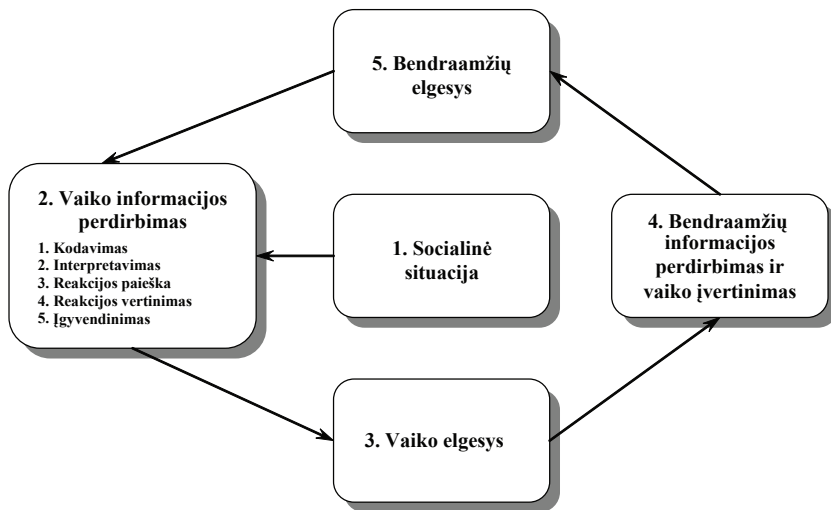 5. Bendraamžių
elgesys
2. Vaiko informacijos
perdirbimas
1. Kodavimas
2. Interpretavimas
3. Reakcijos paieška
4. Reakcijos vertinimas
5. Įgyvendinimas
1. Socialinė
situacija
4. Bendraamžių
informacijos
perdirbimas ir
vaiko įvertinimas
3. Vaiko elgesys